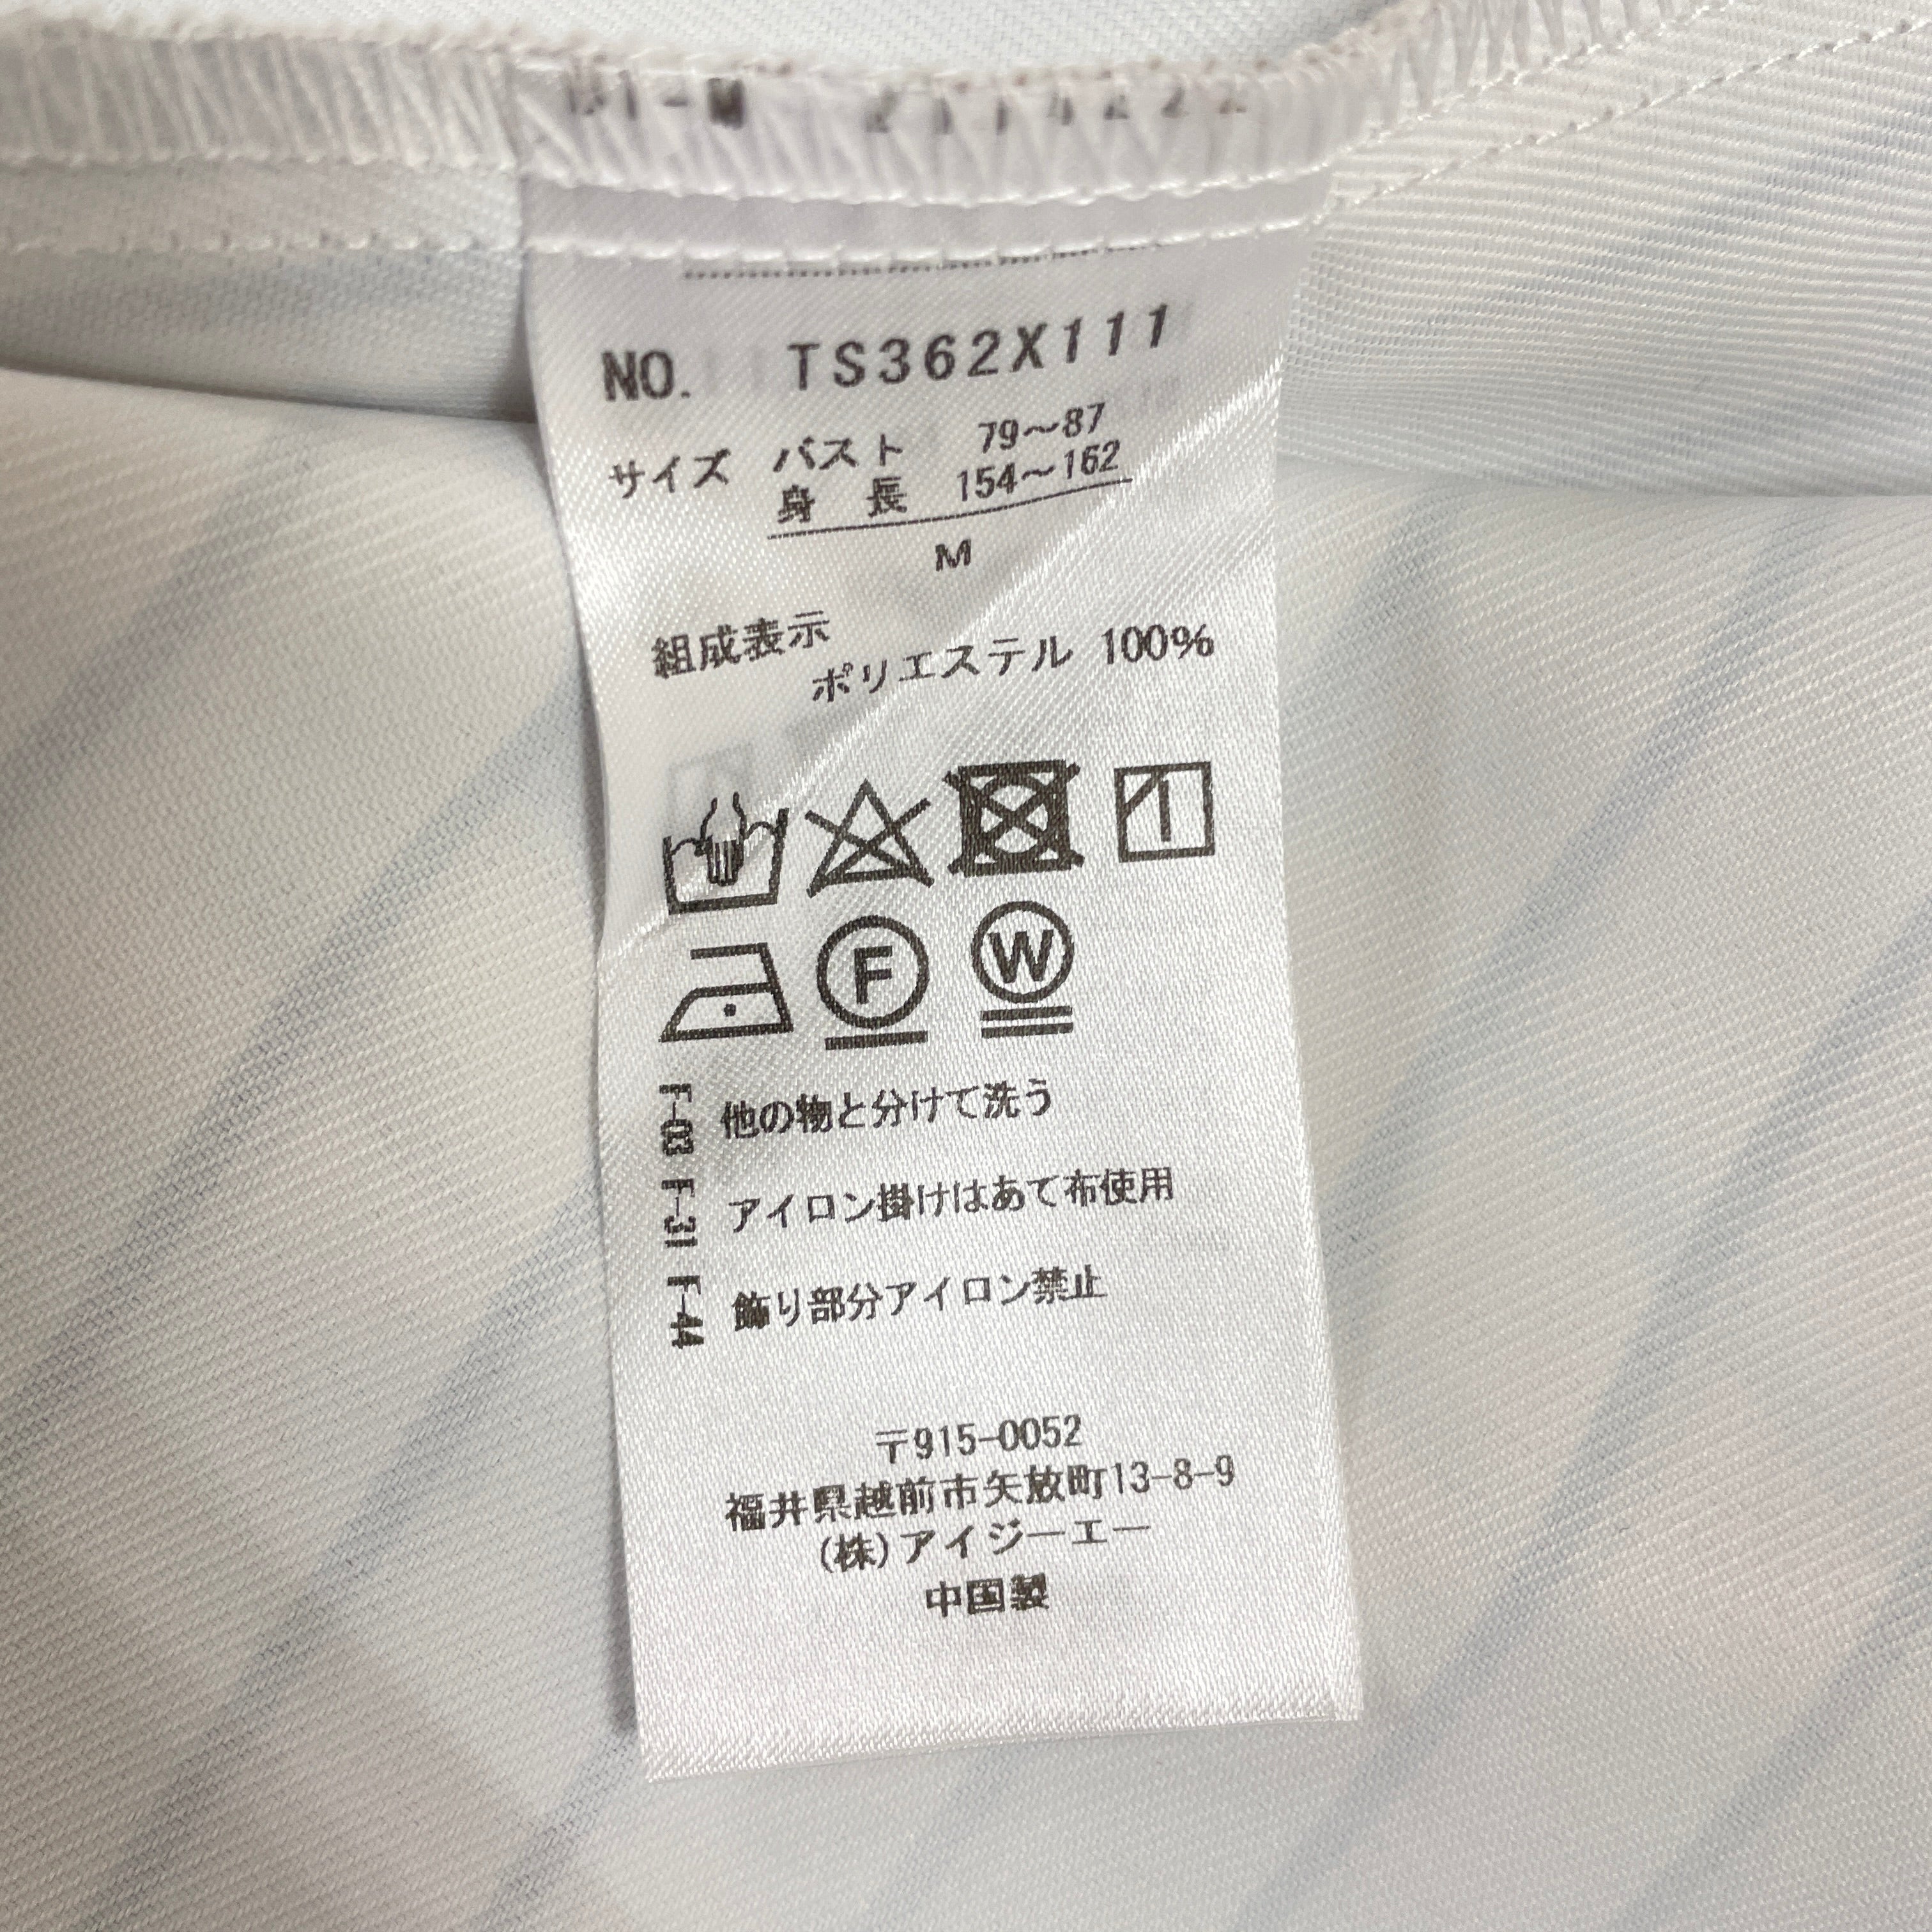 NO. TS362X111
サイズ バスト 79～87
身長 154～162
M
組成表示
ポリエステル 100%
F
W
F-03 他の物と分けて洗う
F-31 アイロン掛けはあて布使用
F-44 飾り部分アイロン禁止
〒915-0052
福井県越前市矢放町13-8-9
(株)アイジーエー
中国製